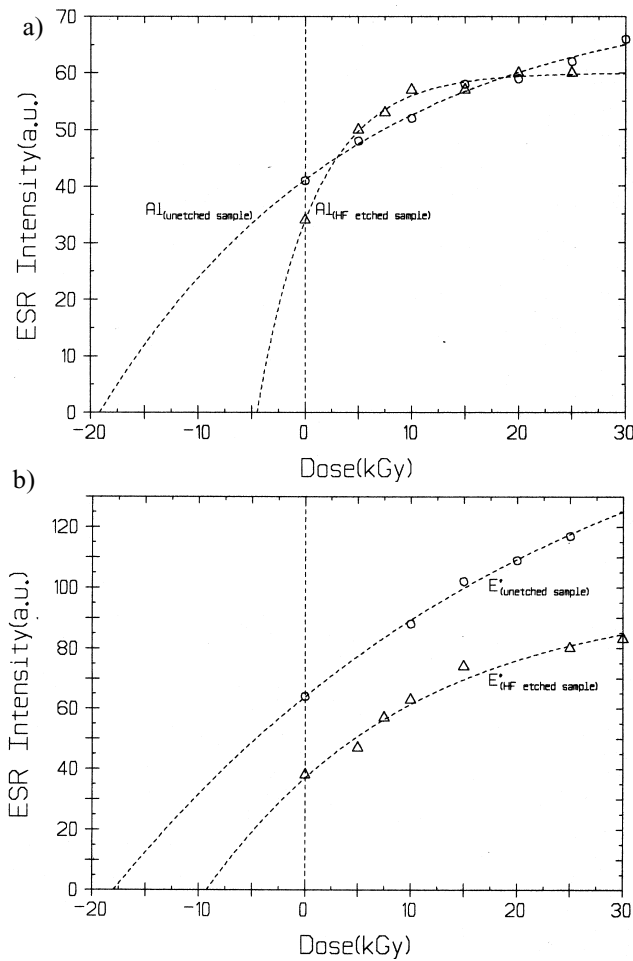 a)
70
60
50
40
30
20
10
0
ESR Intensity(a.u.)
Al(unetched sample)
Al(HF etched sample)
−20 −10 0 10 20 30
Dose(kGy)
b)
120
100
80
60
40
20
0
ESR Intensity(a.u.)
E'(unetched sample)
E'(HF etched sample)
−20 −10 0 10 20 30
Dose(kGy)